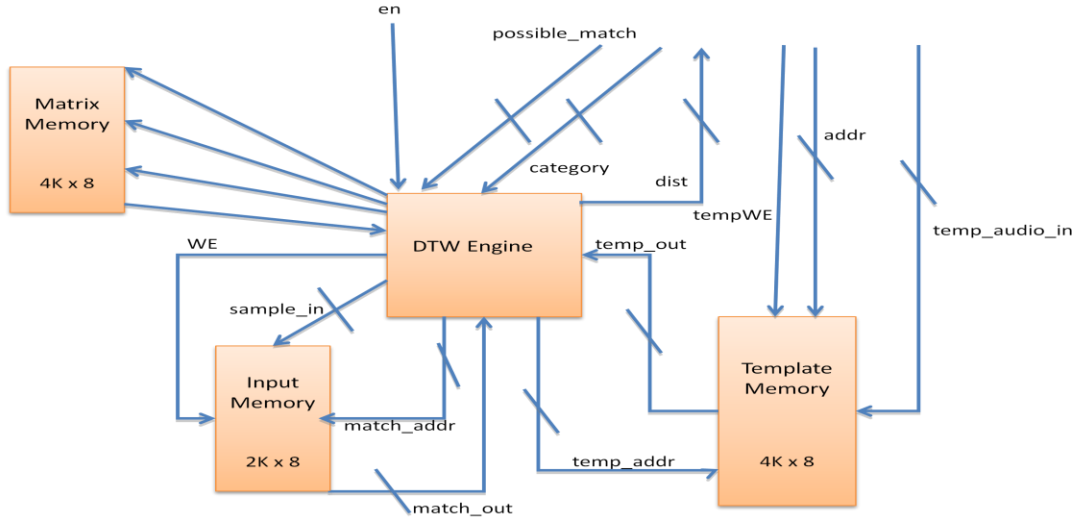 en
possible_match
Matrix
Memory
4K x 8
addr
category
dist
tempWE
temp_audio_in
WE
DTW Engine
temp_out
sample_in
Input
Memory
2K x 8
match_addr
Template
Memory
4K x 8
temp_addr
match_out